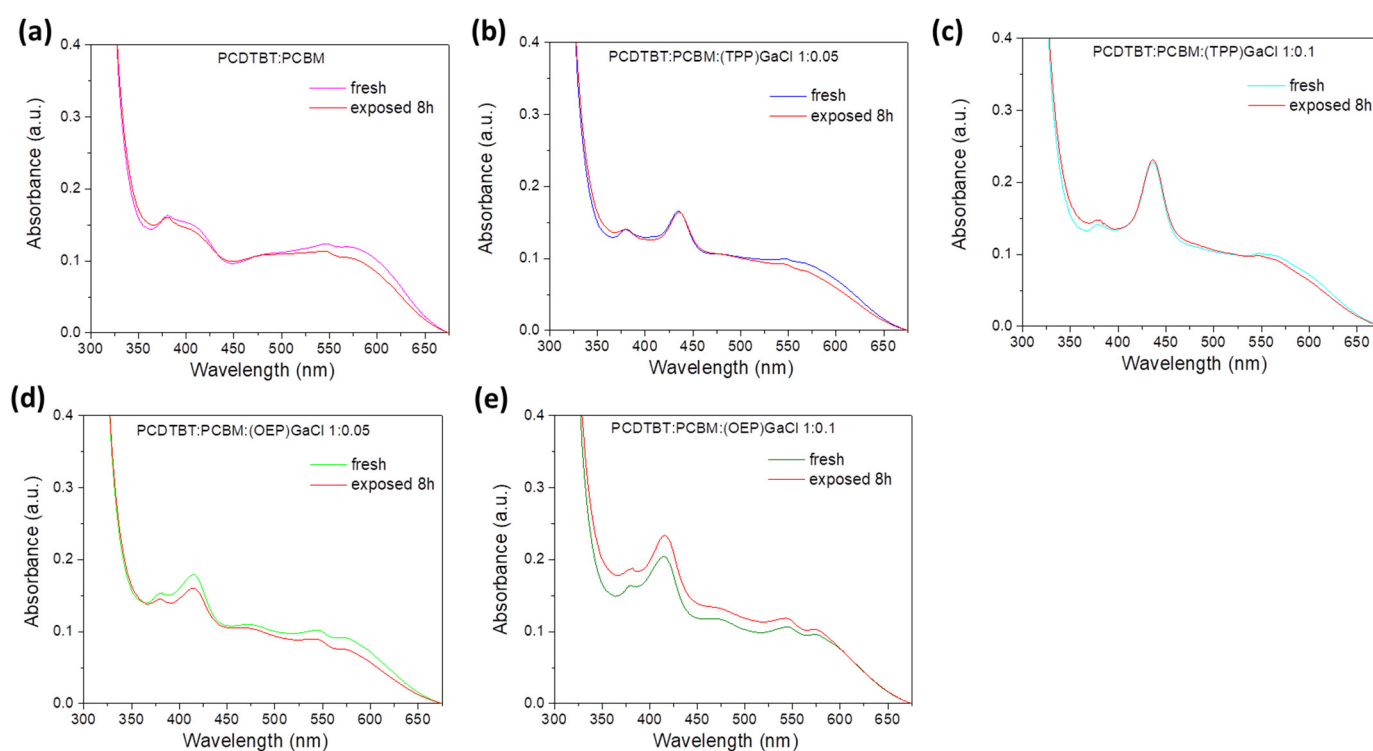 (a)
PCDTBT:PCBM
fresh
exposed 8h
Absorbance (a.u.)
0.4
0.3
0.2
0.1
0.0
300 350 400 450 500 550 600 650
Wavelength (nm)
(b)
PCDTBT:PCBM:(TPP)GaCl 1:0.05
fresh
exposed 8h
Absorbance (a.u.)
0.4
0.3
0.2
0.1
0.0
300 350 400 450 500 550 600 650
Wavelength (nm)
(c)
PCDTBT:PCBM:(TPP)GaCl 1:0.1
fresh
exposed 8h
Absorbance (a.u.)
0.4
0.3
0.2
0.1
0.0
300 350 400 450 500 550 600 650
Wavelength (nm)
(d)
PCDTBT:PCBM:(OEP)GaCl 1:0.05
fresh
exposed 8h
Absorbance (a.u.)
0.4
0.3
0.2
0.1
0.0
300 350 400 450 500 550 600 650
Wavelength (nm)
(e)
PCDTBT:PCBM:(OEP)GaCl 1:0.1
fresh
exposed 8h
Absorbance (a.u.)
0.4
0.3
0.2
0.1
0.0
300 350 400 450 500 550 600 650
Wavelength (nm)